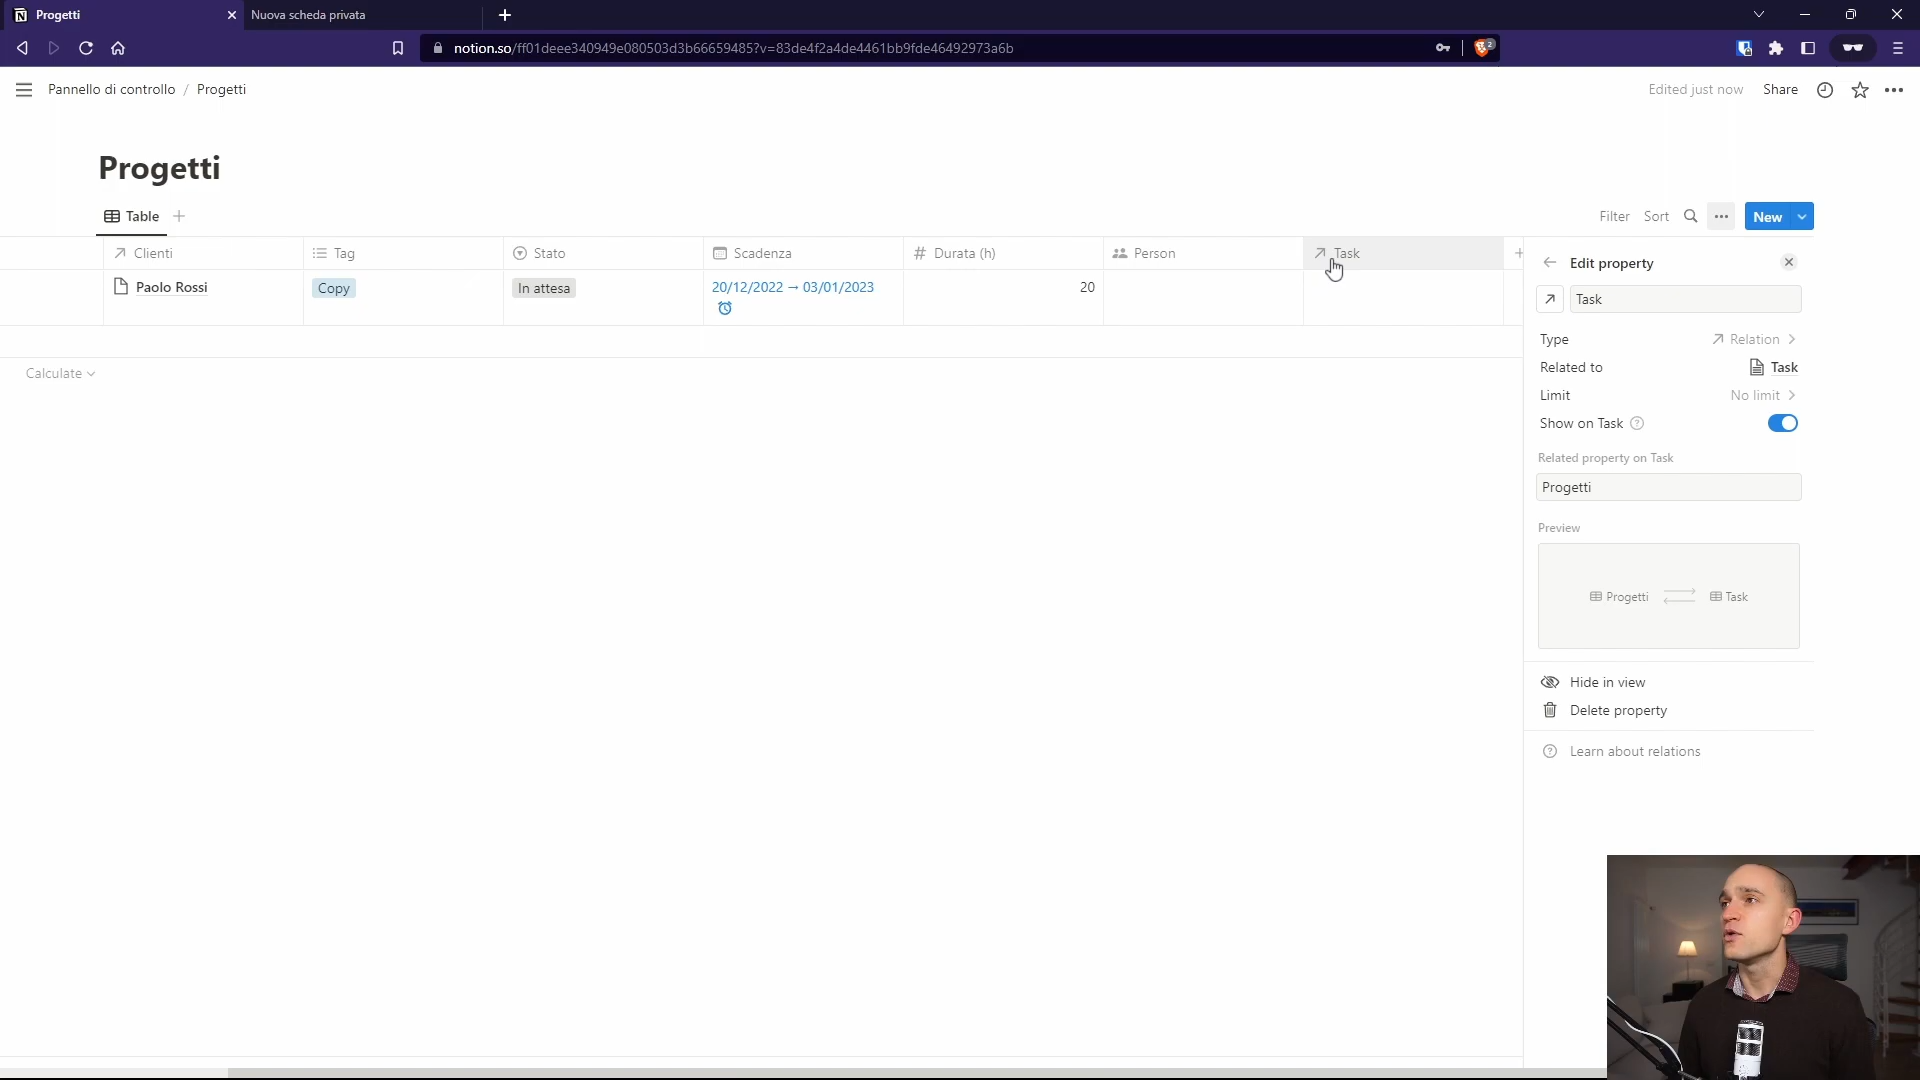 Progetti
Nuova scheda privata
notion.so/ff01deee340949e080503d3b66659485?v=83de4f2a4de4461bb9fde46492973a6b
2
Pannello di controllo / Progetti
Edited just now
Share
Progetti
Table
Filter
Sort
New
Clienti
Tag
Stato
Scadenza
Durata (h)
Person
Task
Paolo Rossi
Copy
In attesa
20/12/2022 → 03/01/2023
20
Calculate
Edit property
Task
Type
Relation
Related to
Task
Limit
No limit
Show on Task
Related property on Task
Progetti
Preview
Progetti
Task
Hide in view
Delete property
Learn about relations